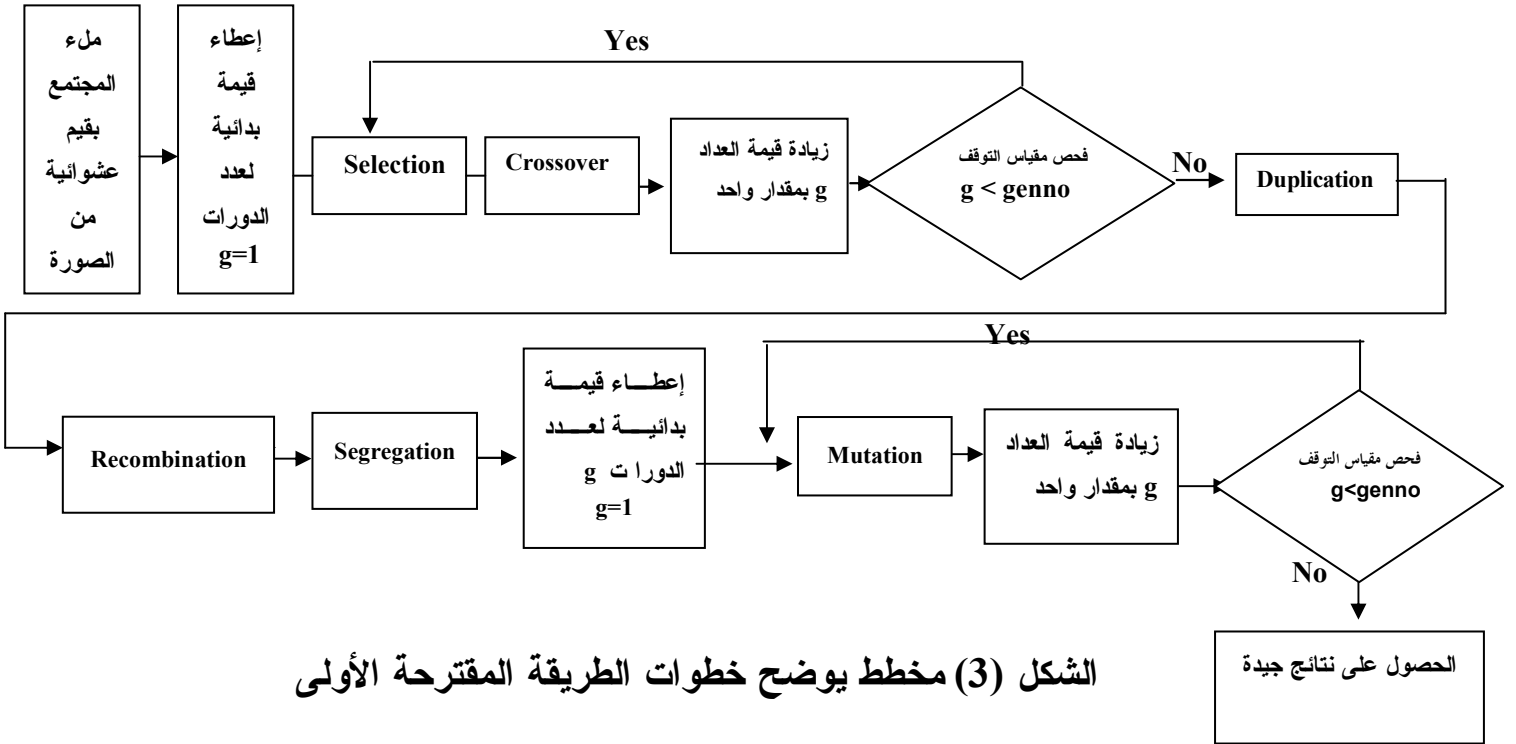 ملء
المجتمع
بقيم
عشوائية
من
الصورة
إعطاء
قيمة
بدائية
لعدد
الدورات
g=1
Yes
Selection
Crossover
زيادة قيمة العداد
g بمقدار واحد
فحص مقياس التوقف
g < genno
No
Duplication
Recombination
Segregation
إعطاء قيمة
بدائية لعدد
الدورا ت g
g=1
Yes
Mutation
زيادة قيمة العداد
g بمقدار واحد
فحص مقياس التوقف
g<genno
No
الحصول على نتائج جيدة
الشكل (3) مخطط يوضح خطوات الطريقة المقترحة الأولى